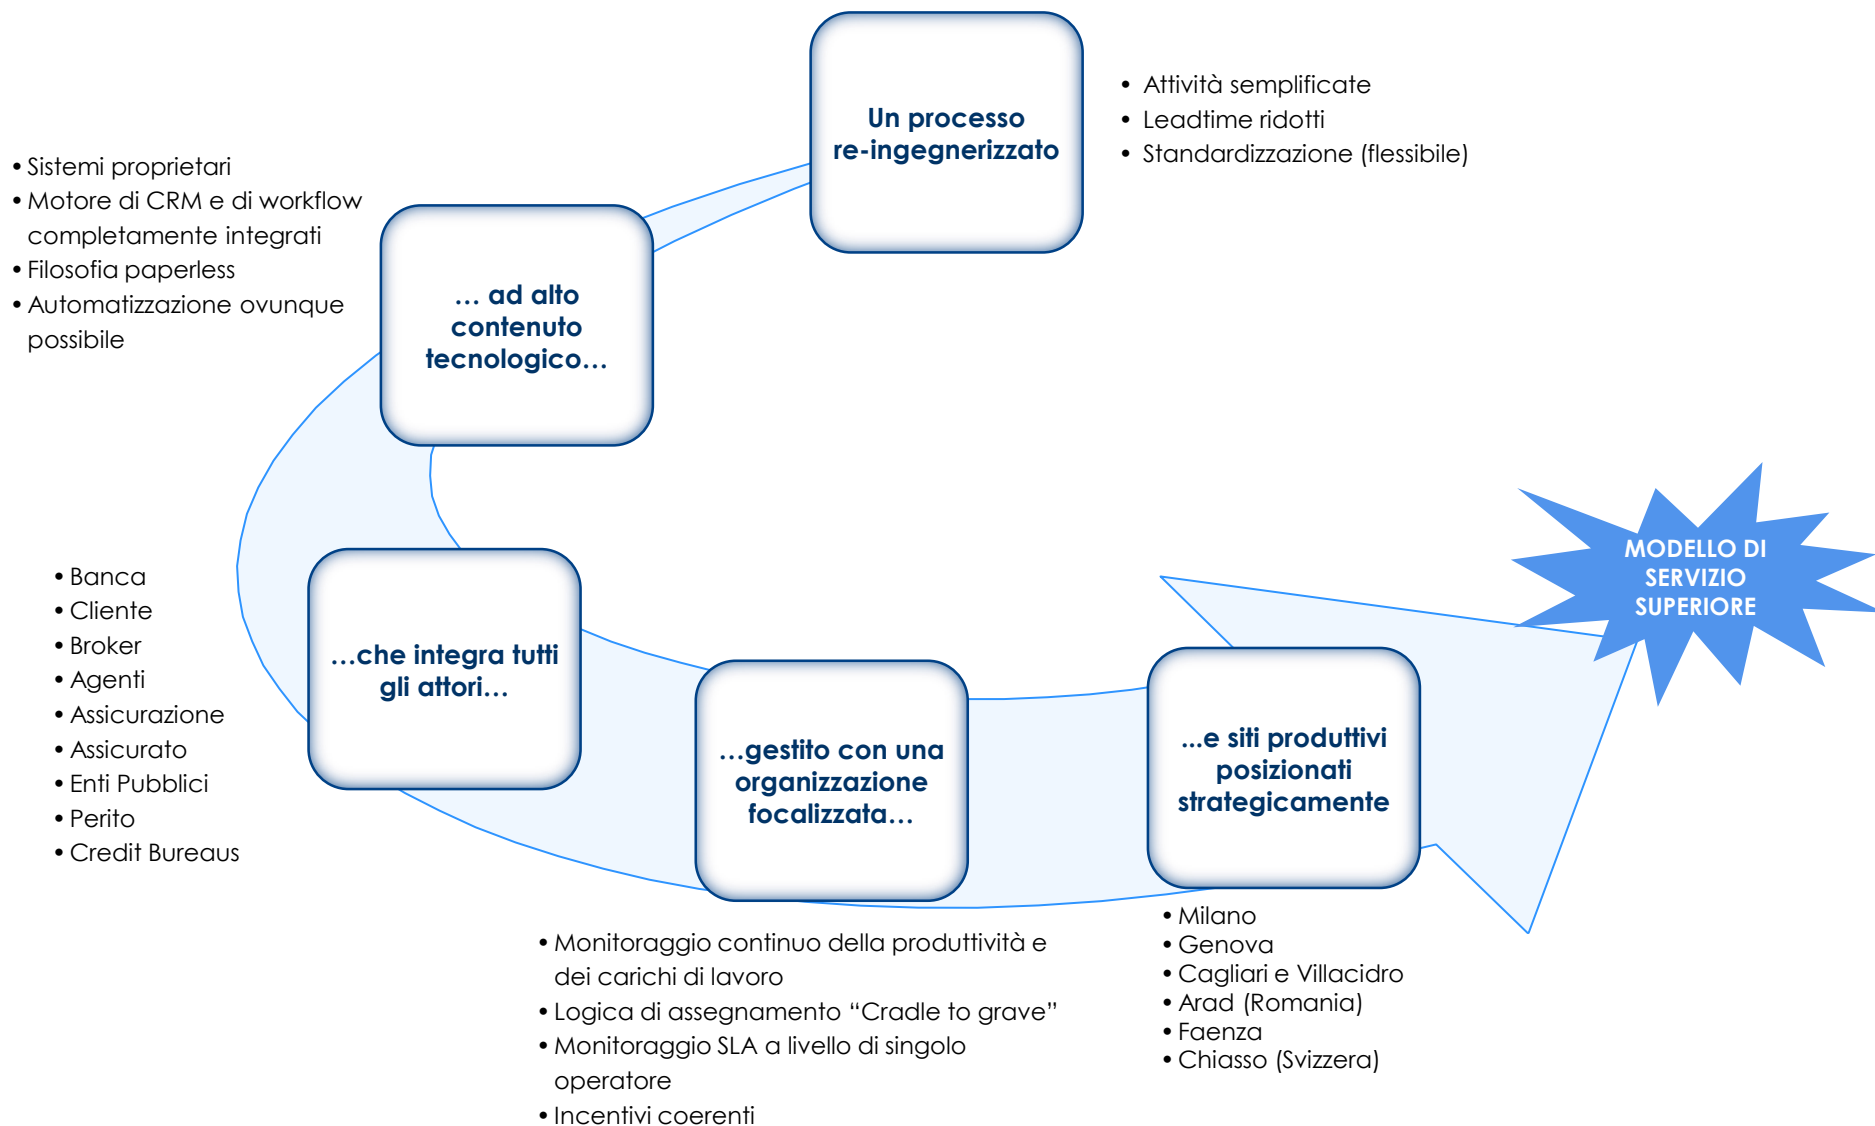 Un processo
re-ingegnerizzato
• Attività semplificate
• Leadtime ridotti
• Standardizzazione (flessibile)
• Sistemi proprietari
• Motore di CRM e di workflow
completamente integrati
• Filosofia paperless
• Automatizzazione ovunque
possibile
… ad alto
contenuto
tecnologico…
• Banca
• Cliente
• Broker
• Agenti
• Assicurazione
• Assicurato
• Enti Pubblici
• Perito
• Credit Bureaus
…che integra tutti
gli attori…
…gestito con una
organizzazione
focalizzata…
• Monitoraggio continuo della produttività e
dei carichi di lavoro
• Logica di assegnamento “Cradle to grave”
• Monitoraggio SLA a livello di singolo
operatore
• Incentivi coerenti
...e siti produttivi
posizionati
strategicamente
• Milano
• Genova
• Cagliari e Villacidro
• Arad (Romania)
• Faenza
• Chiasso (Svizzera)
MODELLO DI
SERVIZIO
SUPERIORE